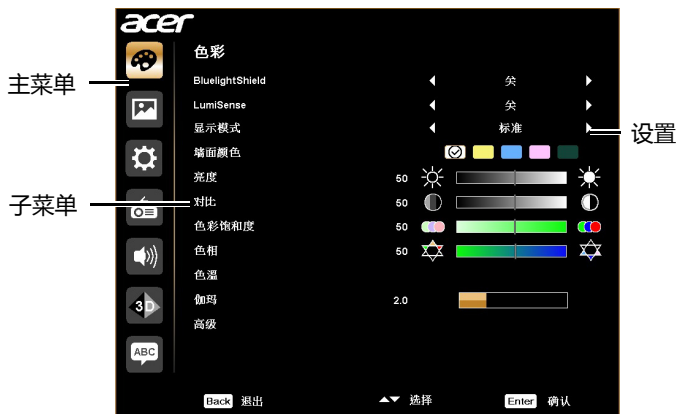 acer
色彩
主菜单
BluelightShield 关
LumiSense 关
显示模式 标准
设置
墙面颜色
亮度 50
子菜单
对比 50
色彩饱和度 50
色相 50
色温
3D
伽玛 2.0
高级
ABC
Back 退出 选择 Enter 确认